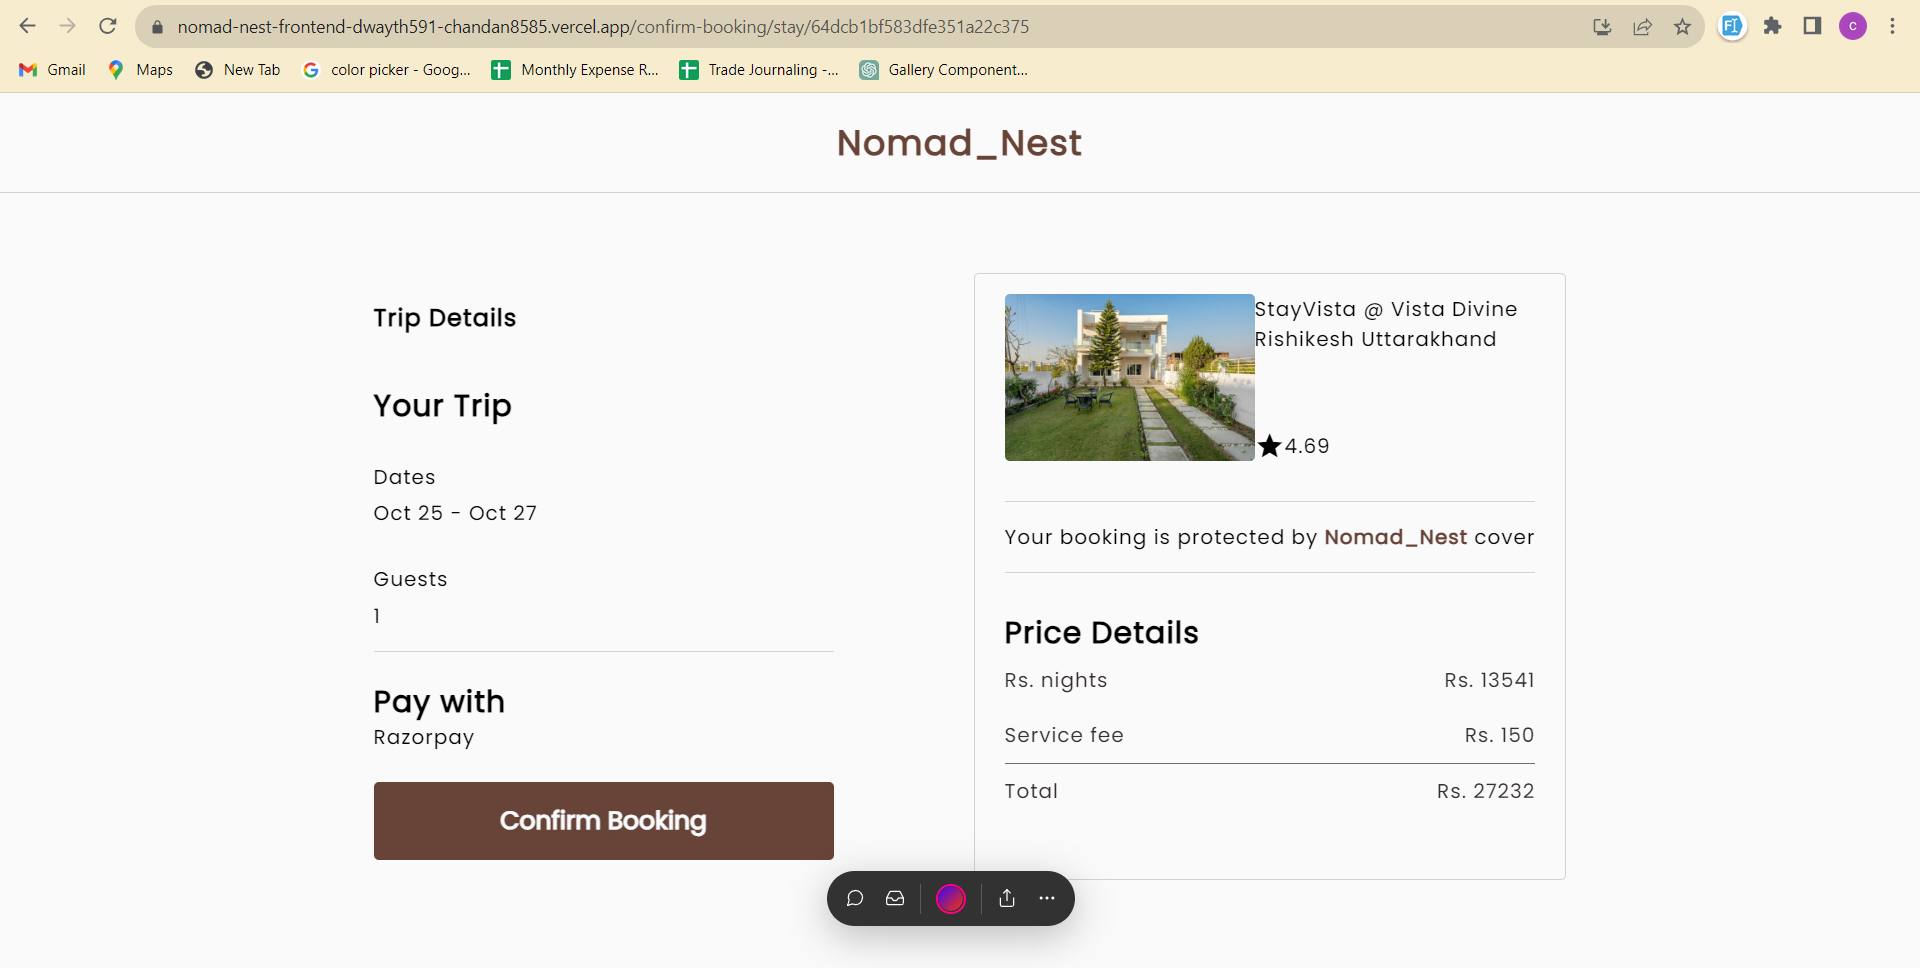 nomad-nest-frontend-dwayth591-chandan8585.vercel.app/confirm-booking/stay/64dcb1bf583dfe351a22c375
FI
c
Gmail
Maps
New Tab
color picker - Goog...
Monthly Expense R...
Trade Journaling -...
Gallery Component...
Nomad_Nest
Trip Details
Your Trip
Dates
Oct 25 - Oct 27
Guests
1
Pay with
Razorpay
Confirm Booking
StayVista @ Vista Divine
Rishikesh Uttarakhand
4.69
Your booking is protected by Nomad_Nest cover
Price Details
Rs. nights Rs. 13541
Service fee Rs. 150
Total Rs. 27232